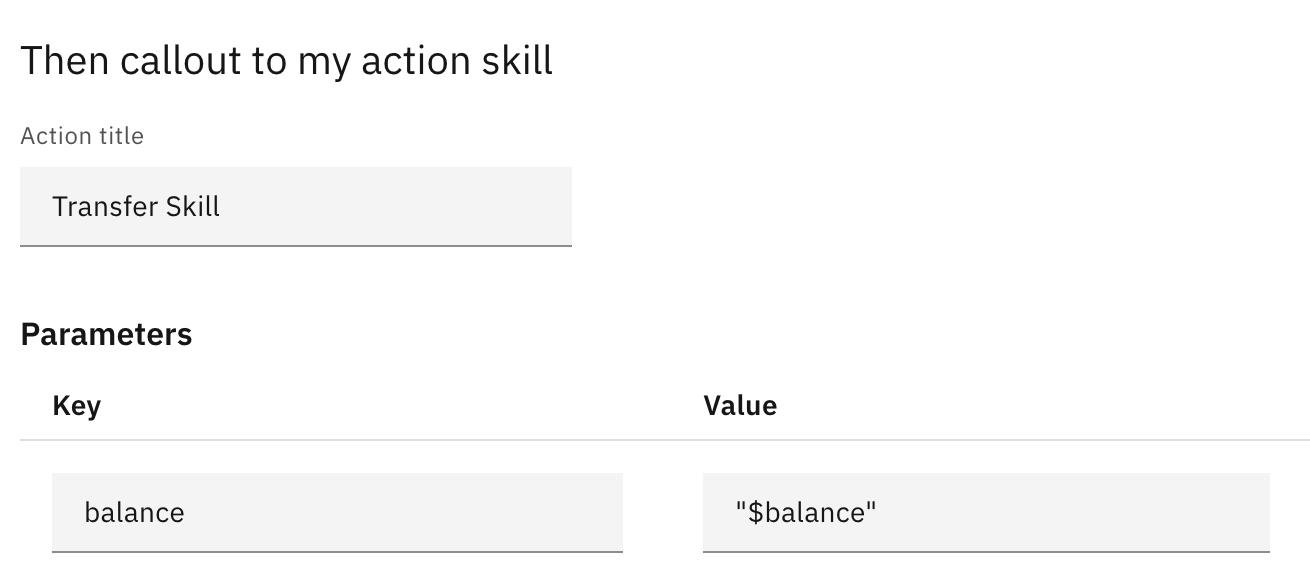 Then callout to my action skill
Action title
Transfer Skill
Parameters
Key Value
balance "$balance"